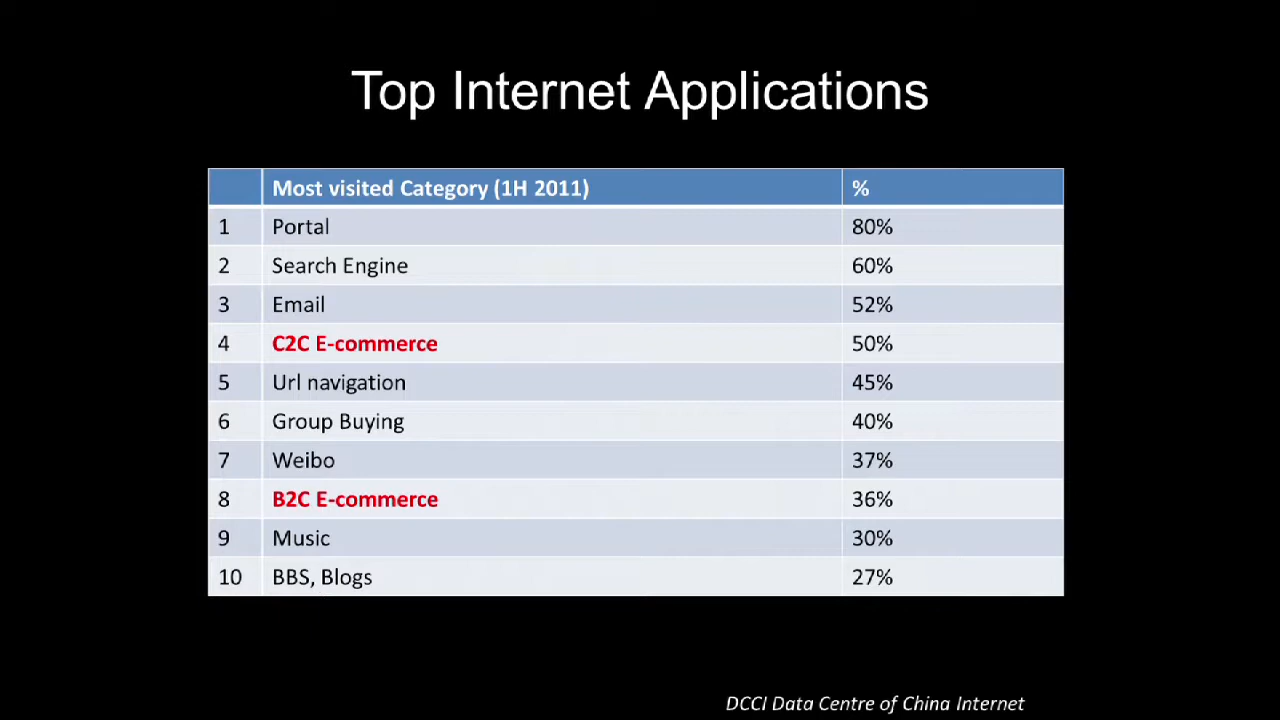 Top Internet Applications
Most visited Category (1H 2011) %
1 Portal 80%
2 Search Engine 60%
3 Email 52%
4 C2C E-commerce 50%
5 Url navigation 45%
6 Group Buying 40%
7 Weibo 37%
8 B2C E-commerce 36%
9 Music 30%
10 BBS, Blogs 27%
DCCI Data Centre of China Internet